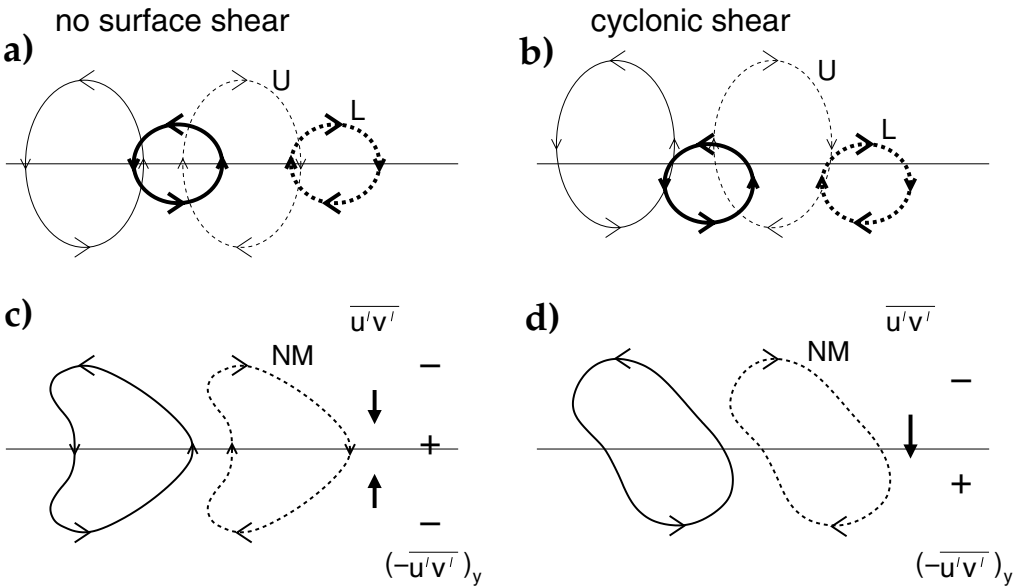 no surface shear
cyclonic shear
a)
U
L
b)
U
L
c)
u′v′
NM
−
+
−
(−u′v′)y
d)
u′v′
NM
−
+
(−u′v′)y